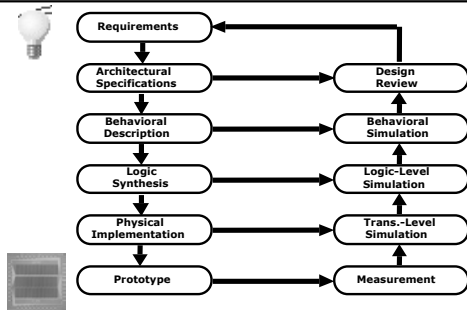 Requirements
Architectural
Specifications
Design
Review
Behavioral
Description
Behavioral
Simulation
Logic
Synthesis
Logic-Level
Simulation
Physical
Implementation
Trans.-Level
Simulation
Prototype
Measurement